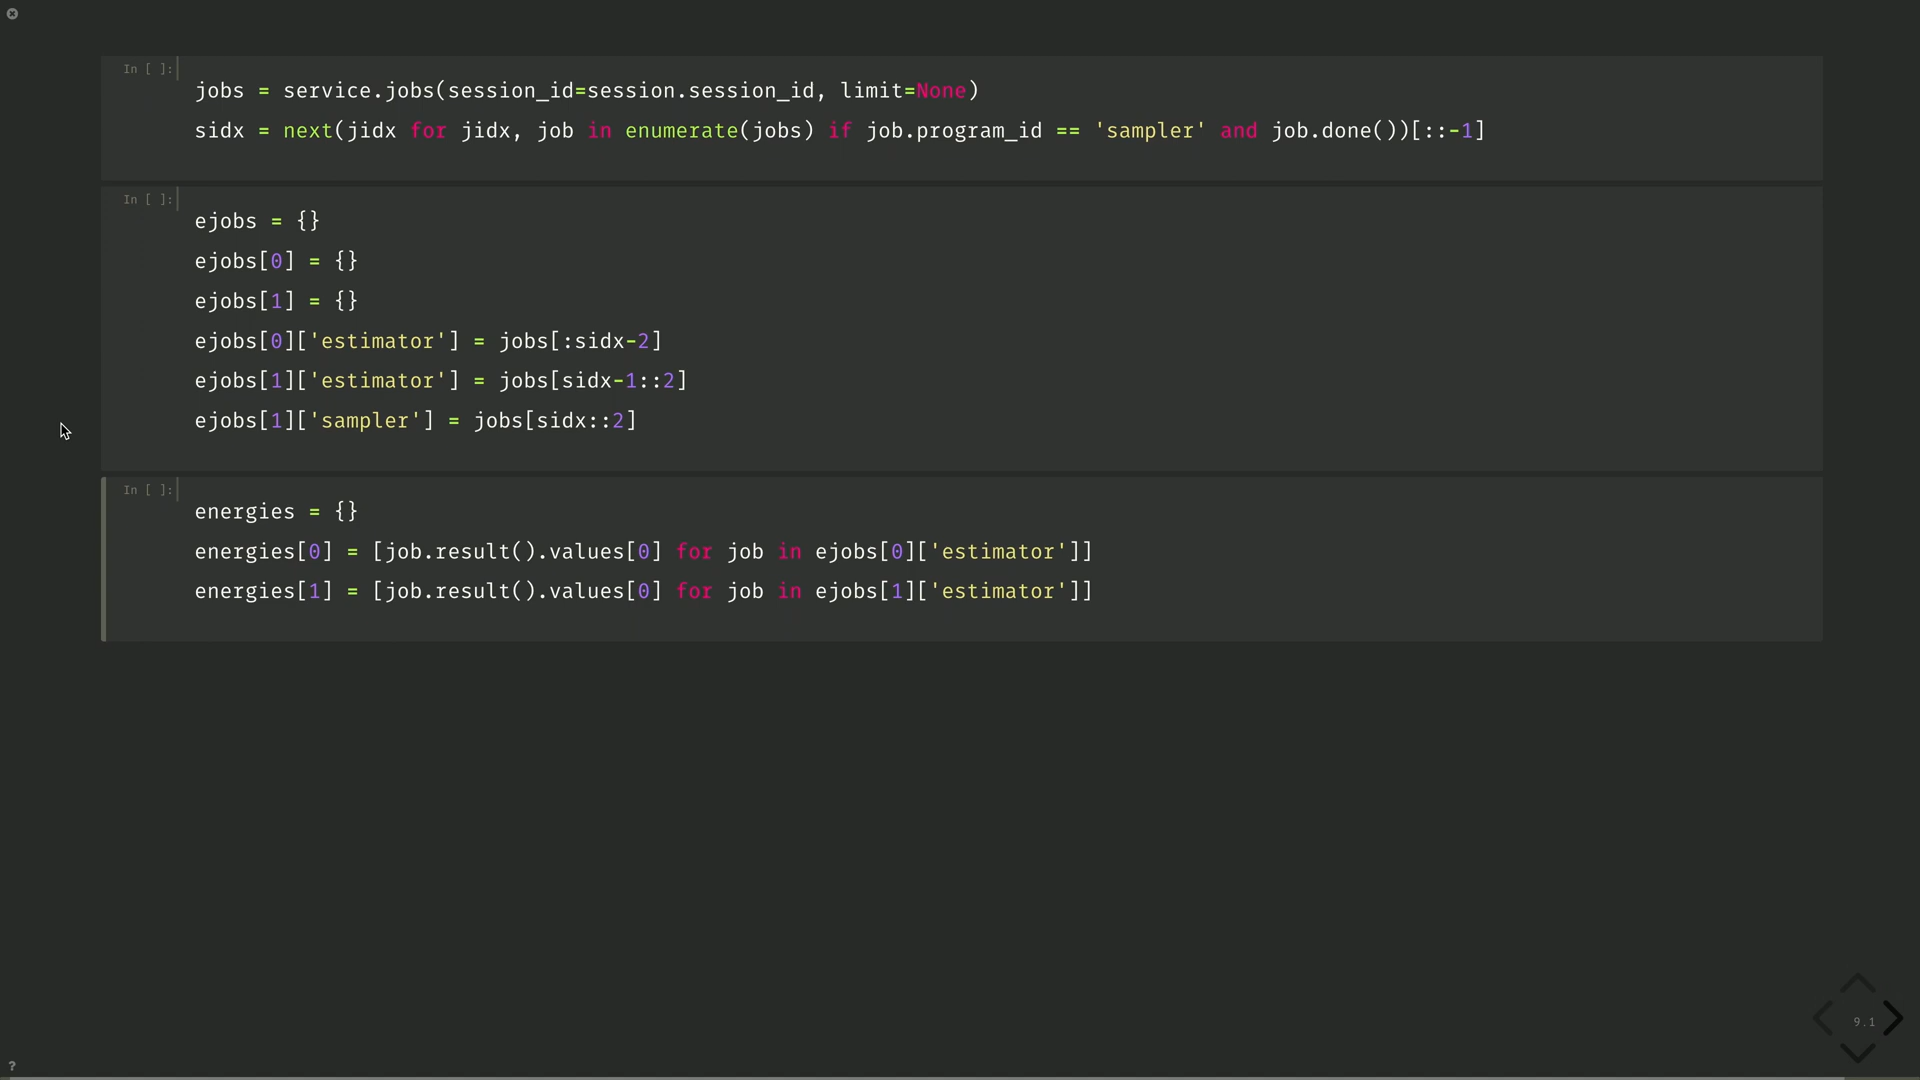 In [ ]:
jobs = service.jobs(session_id=session.session_id, limit=None)
sidx = next(jidx for jidx, job in enumerate(jobs) if job.program_id == 'sampler' and job.done())[::-1]
In [ ]:
ejobs = {}
ejobs[0] = {}
ejobs[1] = {}
ejobs[0]['estimator'] = jobs[:sidx-2]
ejobs[1]['estimator'] = jobs[sidx-1::2]
ejobs[1]['sampler'] = jobs[sidx::2]
In [ ]:
energies = {}
energies[0] = [job.result().values[0] for job in ejobs[0]['estimator']]
energies[1] = [job.result().values[0] for job in ejobs[1]['estimator']]
9.1
?